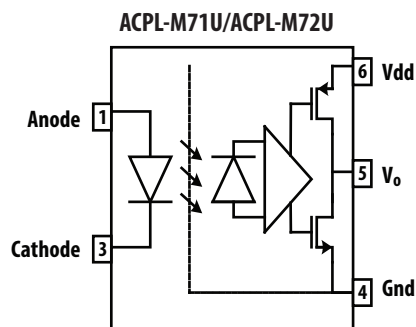 ACPL-M71U/ACPL-M72U
6 Vdd
Anode 1
5 Vo
Cathode 3
4 Gnd